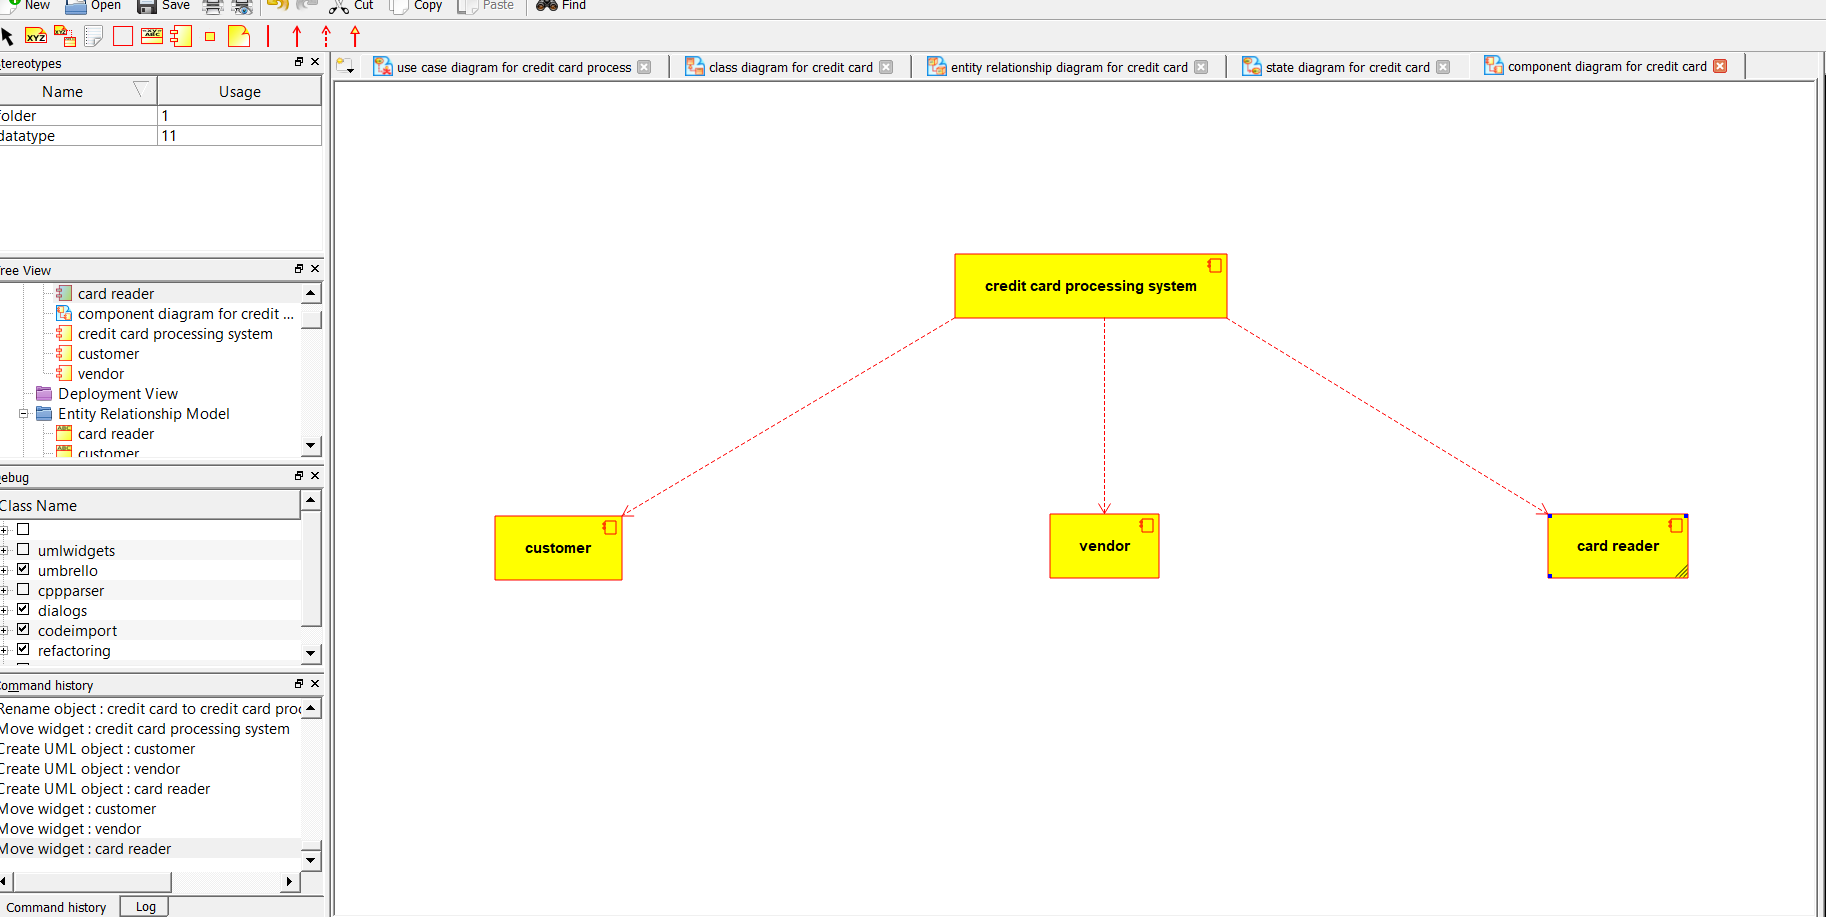 New Open Save Cut Copy Paste Find
XYZ XYZ ABC
tereotypes
Name Usage
folder 1
datatype 11
ree View
card reader
component diagram for credit ...
credit card processing system
customer
vendor
Deployment View
Entity Relationship Model
card reader
customer
ebug
Class Name
umlwidgets
umbrello
cppparser
dialogs
codeimport
refactoring
ommand history
Rename object : credit card to credit card pro
Move widget : credit card processing system
Create UML object : customer
Create UML object : vendor
Create UML object : card reader
Move widget : customer
Move widget : vendor
Move widget : card reader
Command history Log
use case diagram for credit card process
class diagram for credit card
entity relationship diagram for credit card
state diagram for credit card
component diagram for credit card
credit card processing system
customer
vendor
card reader